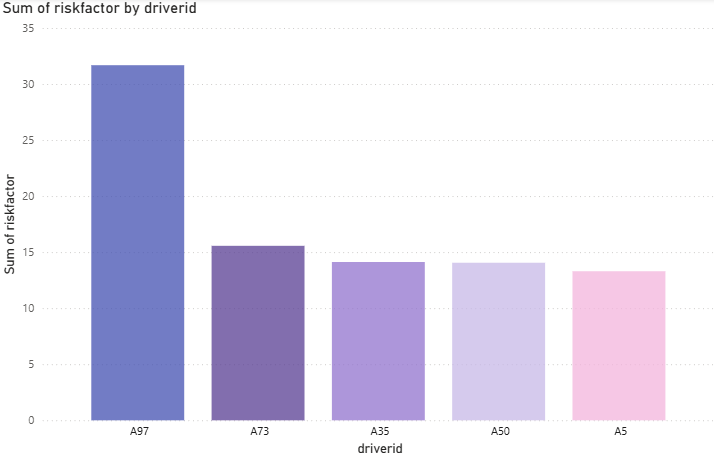 Sum of riskfactor by driverid
35
30
25
20
15
10
5
0
Sum of riskfactor
A97 A73 A35 A50 A5
driverid